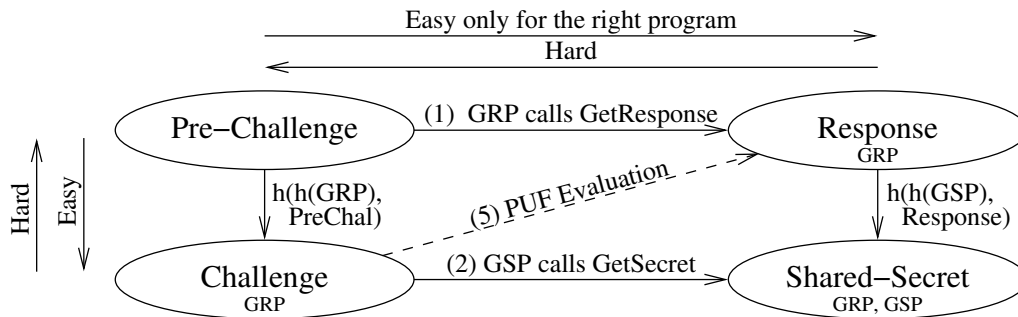 Easy only for the right program
Hard
Pre−Challenge
(1) GRP calls GetResponse
Response
GRP
Hard
Easy
h(h(GRP),
PreChal)
(5) PUF Evaluation
h(h(GSP),
Response)
Challenge
GRP
(2) GSP calls GetSecret
Shared−Secret
GRP, GSP